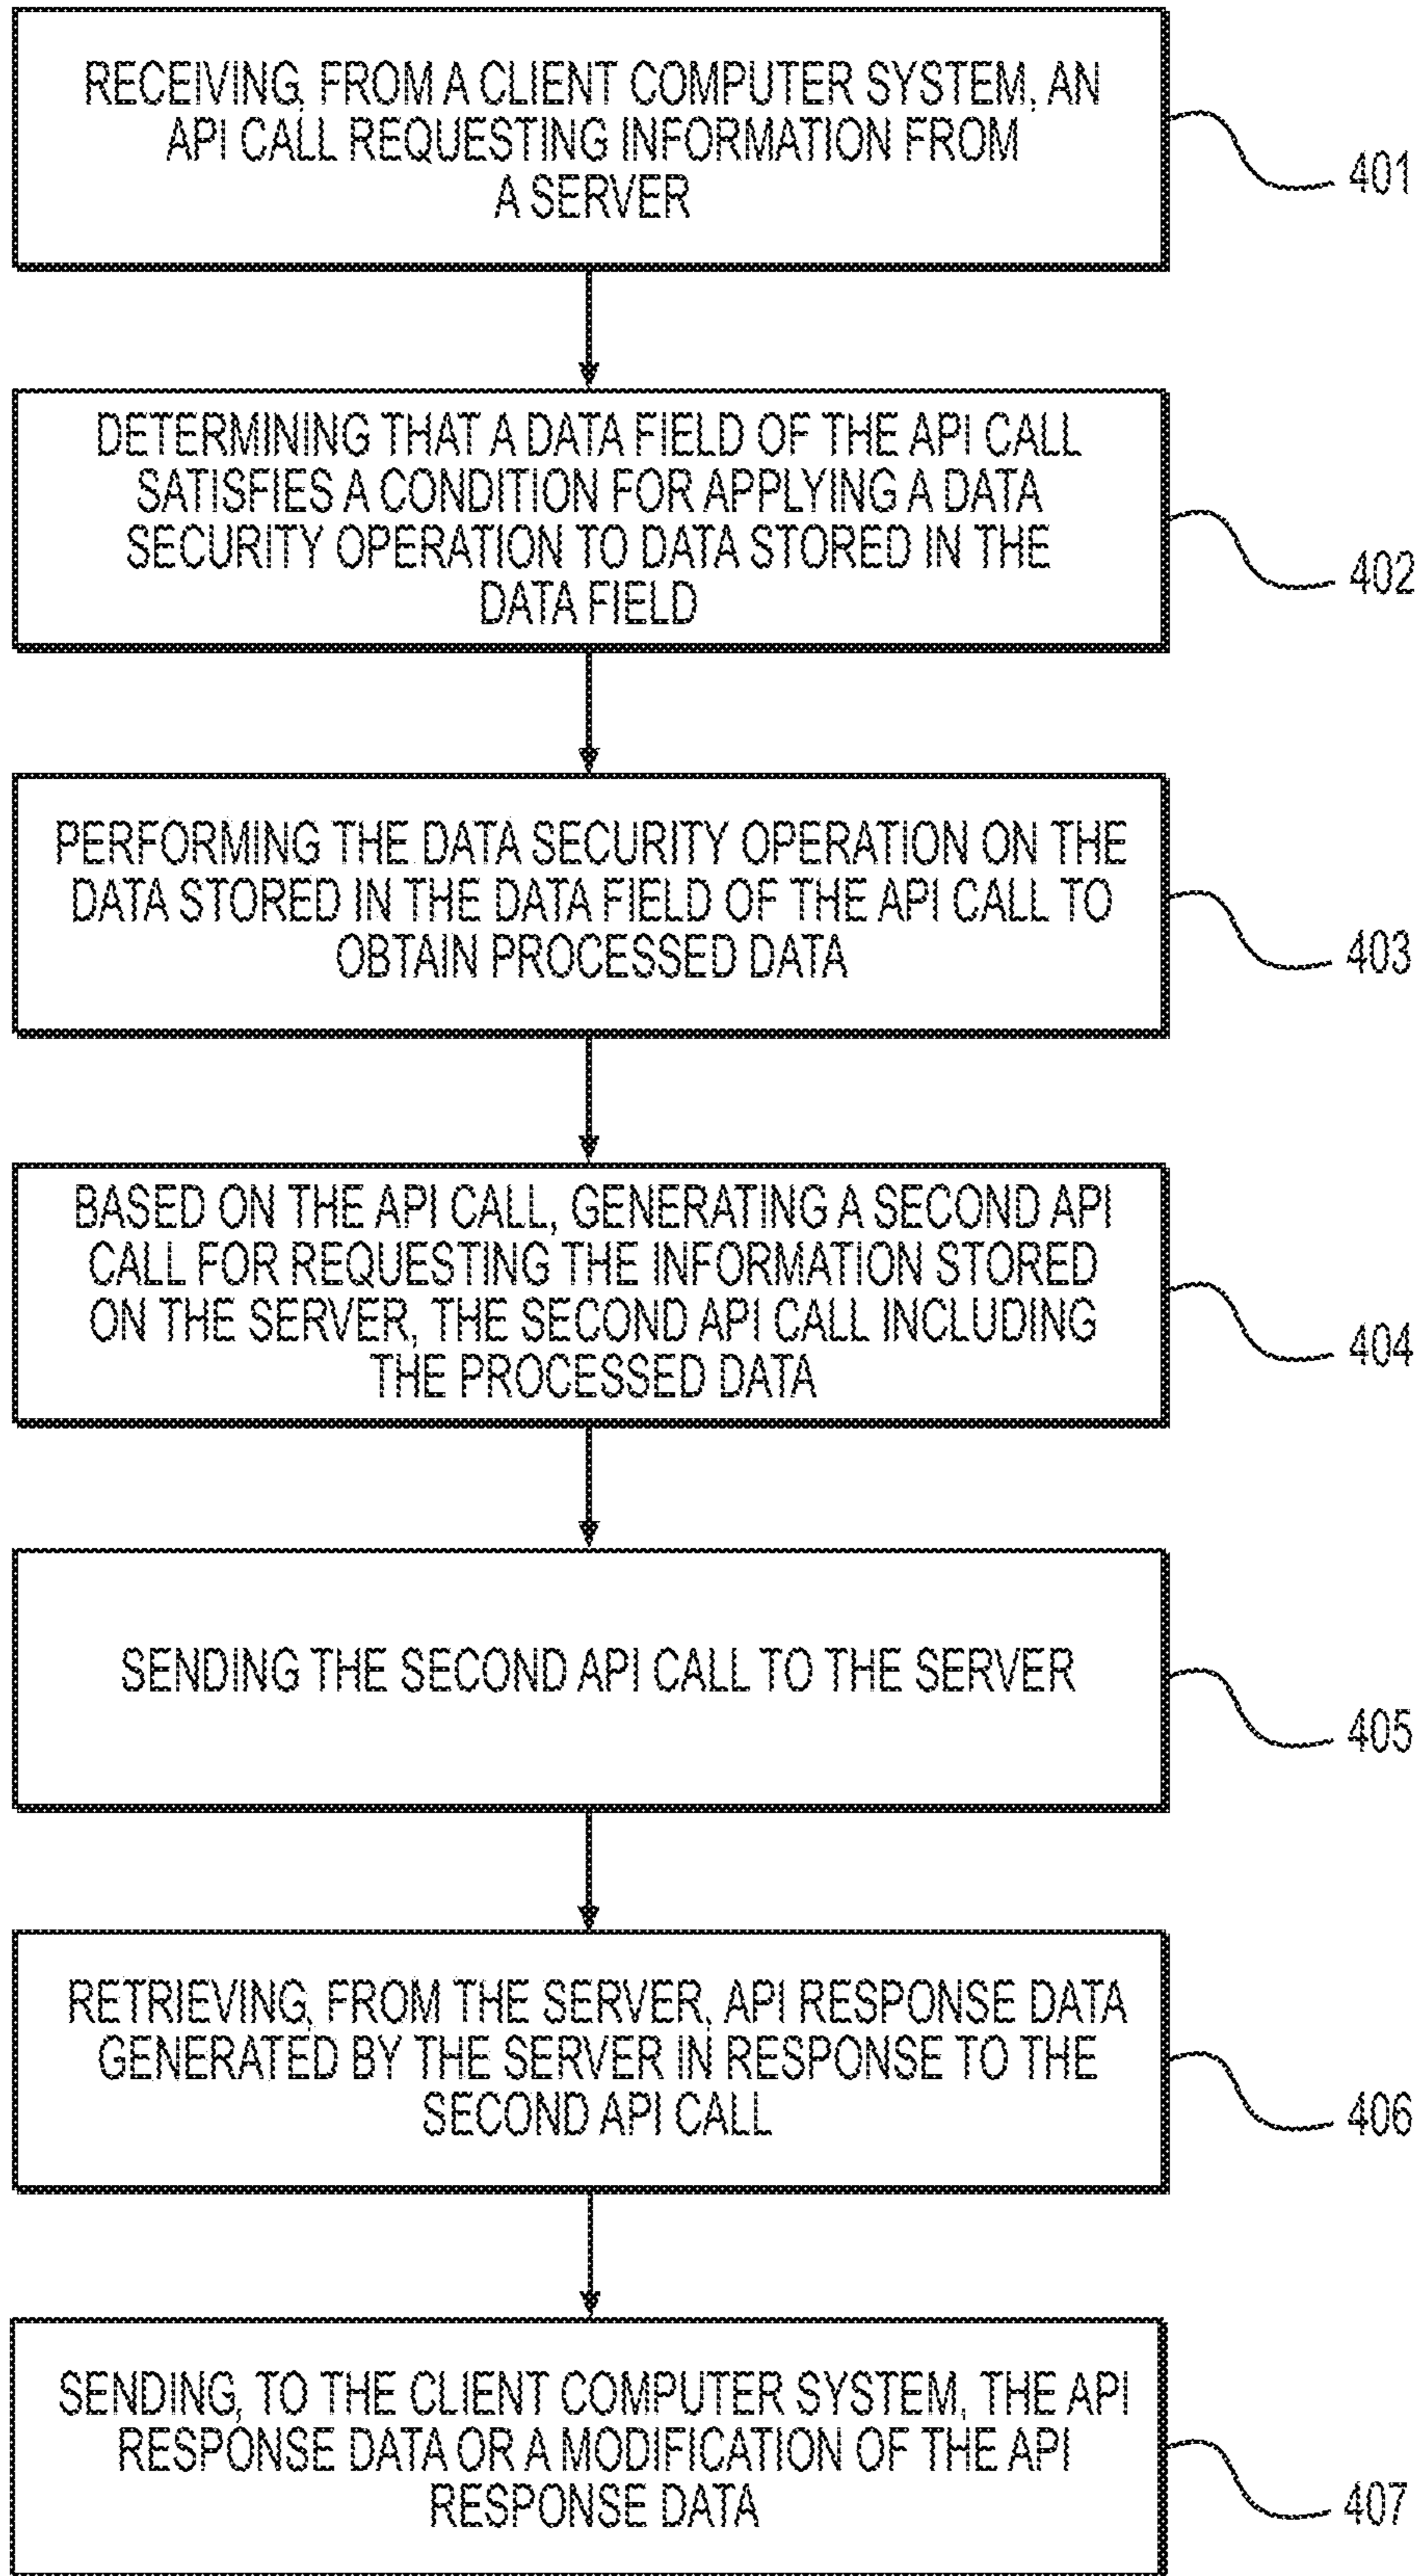 RECEIVING, FROM A CLIENT COMPUTER SYSTEM, AN
API CALL REQUESTING INFORMATION FROM
A SERVER
401
DETERMINING THAT A DATA FIELD OF THE API CALL
SATISFIES A CONDITION FOR APPLYING A DATA
SECURITY OPERATION TO DATA STORED IN THE
DATA FIELD
402
PERFORMING THE DATA SECURITY OPERATION ON THE
DATA STORED IN THE DATA FIELD OF THE API CALL TO
OBTAIN PROCESSED DATA
403
BASED ON THE API CALL, GENERATING A SECOND API
CALL FOR REQUESTING THE INFORMATION STORED
ON THE SERVER, THE SECOND API CALL INCLUDING
THE PROCESSED DATA
404
SENDING THE SECOND API CALL TO THE SERVER
405
RETRIEVING, FROM THE SERVER, API RESPONSE DATA
GENERATED BY THE SERVER IN RESPONSE TO THE
SECOND API CALL
406
SENDING, TO THE CLIENT COMPUTER SYSTEM, THE API
RESPONSE DATA OR A MODIFICATION OF THE API
RESPONSE DATA
407